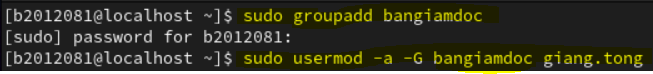 [b2012081@localhost ~]$ sudo groupadd bangiamdoc
[sudo] password for b2012081:
[b2012081@localhost ~]$ sudo usermod -a -G bangiamdoc giang.tong